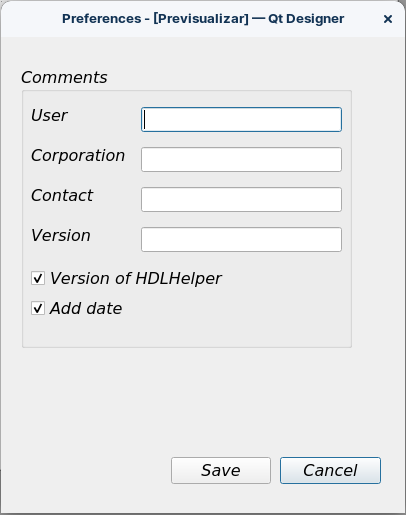 Preferences - [Previsualizar] — Qt Designer
Comments
User
Corporation
Contact
Version
Version of HDLHelper
Add date
Save
Cancel